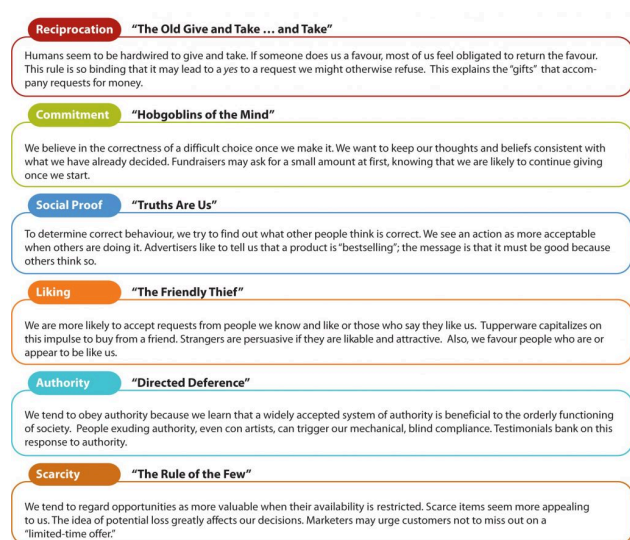 Reciprocation "The Old Give and Take … and Take"
Humans seem to be hardwired to give and take. If someone does us a favour, most of us feel obligated to return the favour.
This rule is so binding that it may lead to a yes to a request we might otherwise refuse. This explains the "gifts" that accom-
pany requests for money.
Commitment "Hobgoblins of the Mind"
We believe in the correctness of a difficult choice once we make it. We want to keep our thoughts and beliefs consistent with
what we have already decided. Fundraisers may ask for a small amount at first, knowing that we are likely to continue giving
once we start.
Social Proof "Truths Are Us"
To determine correct behaviour, we try to find out what other people think is correct. We see an action as more acceptable
when others are doing it. Advertisers like to tell us that a product is "bestselling"; the message is that it must be good because
others think so.
Liking "The Friendly Thief"
We are more likely to accept requests from people we know and like or those who say they like us. Tupperware capitalizes on
this impulse to buy from a friend. Strangers are persuasive if they are likable and attractive. Also, we favour people who are or
appear to be like us.
Authority "Directed Deference"
We tend to obey authority because we learn that a widely accepted system of authority is beneficial to the orderly functioning
of society. People exuding authority, even con artists, can trigger our mechanical, blind compliance. Testimonials bank on this
response to authority.
Scarcity "The Rule of the Few"
We tend to regard opportunities as more valuable when their availability is restricted. Scarce items seem more appealing
to us. The idea of potential loss greatly affects our decisions. Marketers may urge customers not to miss out on a
"limited-time offer."